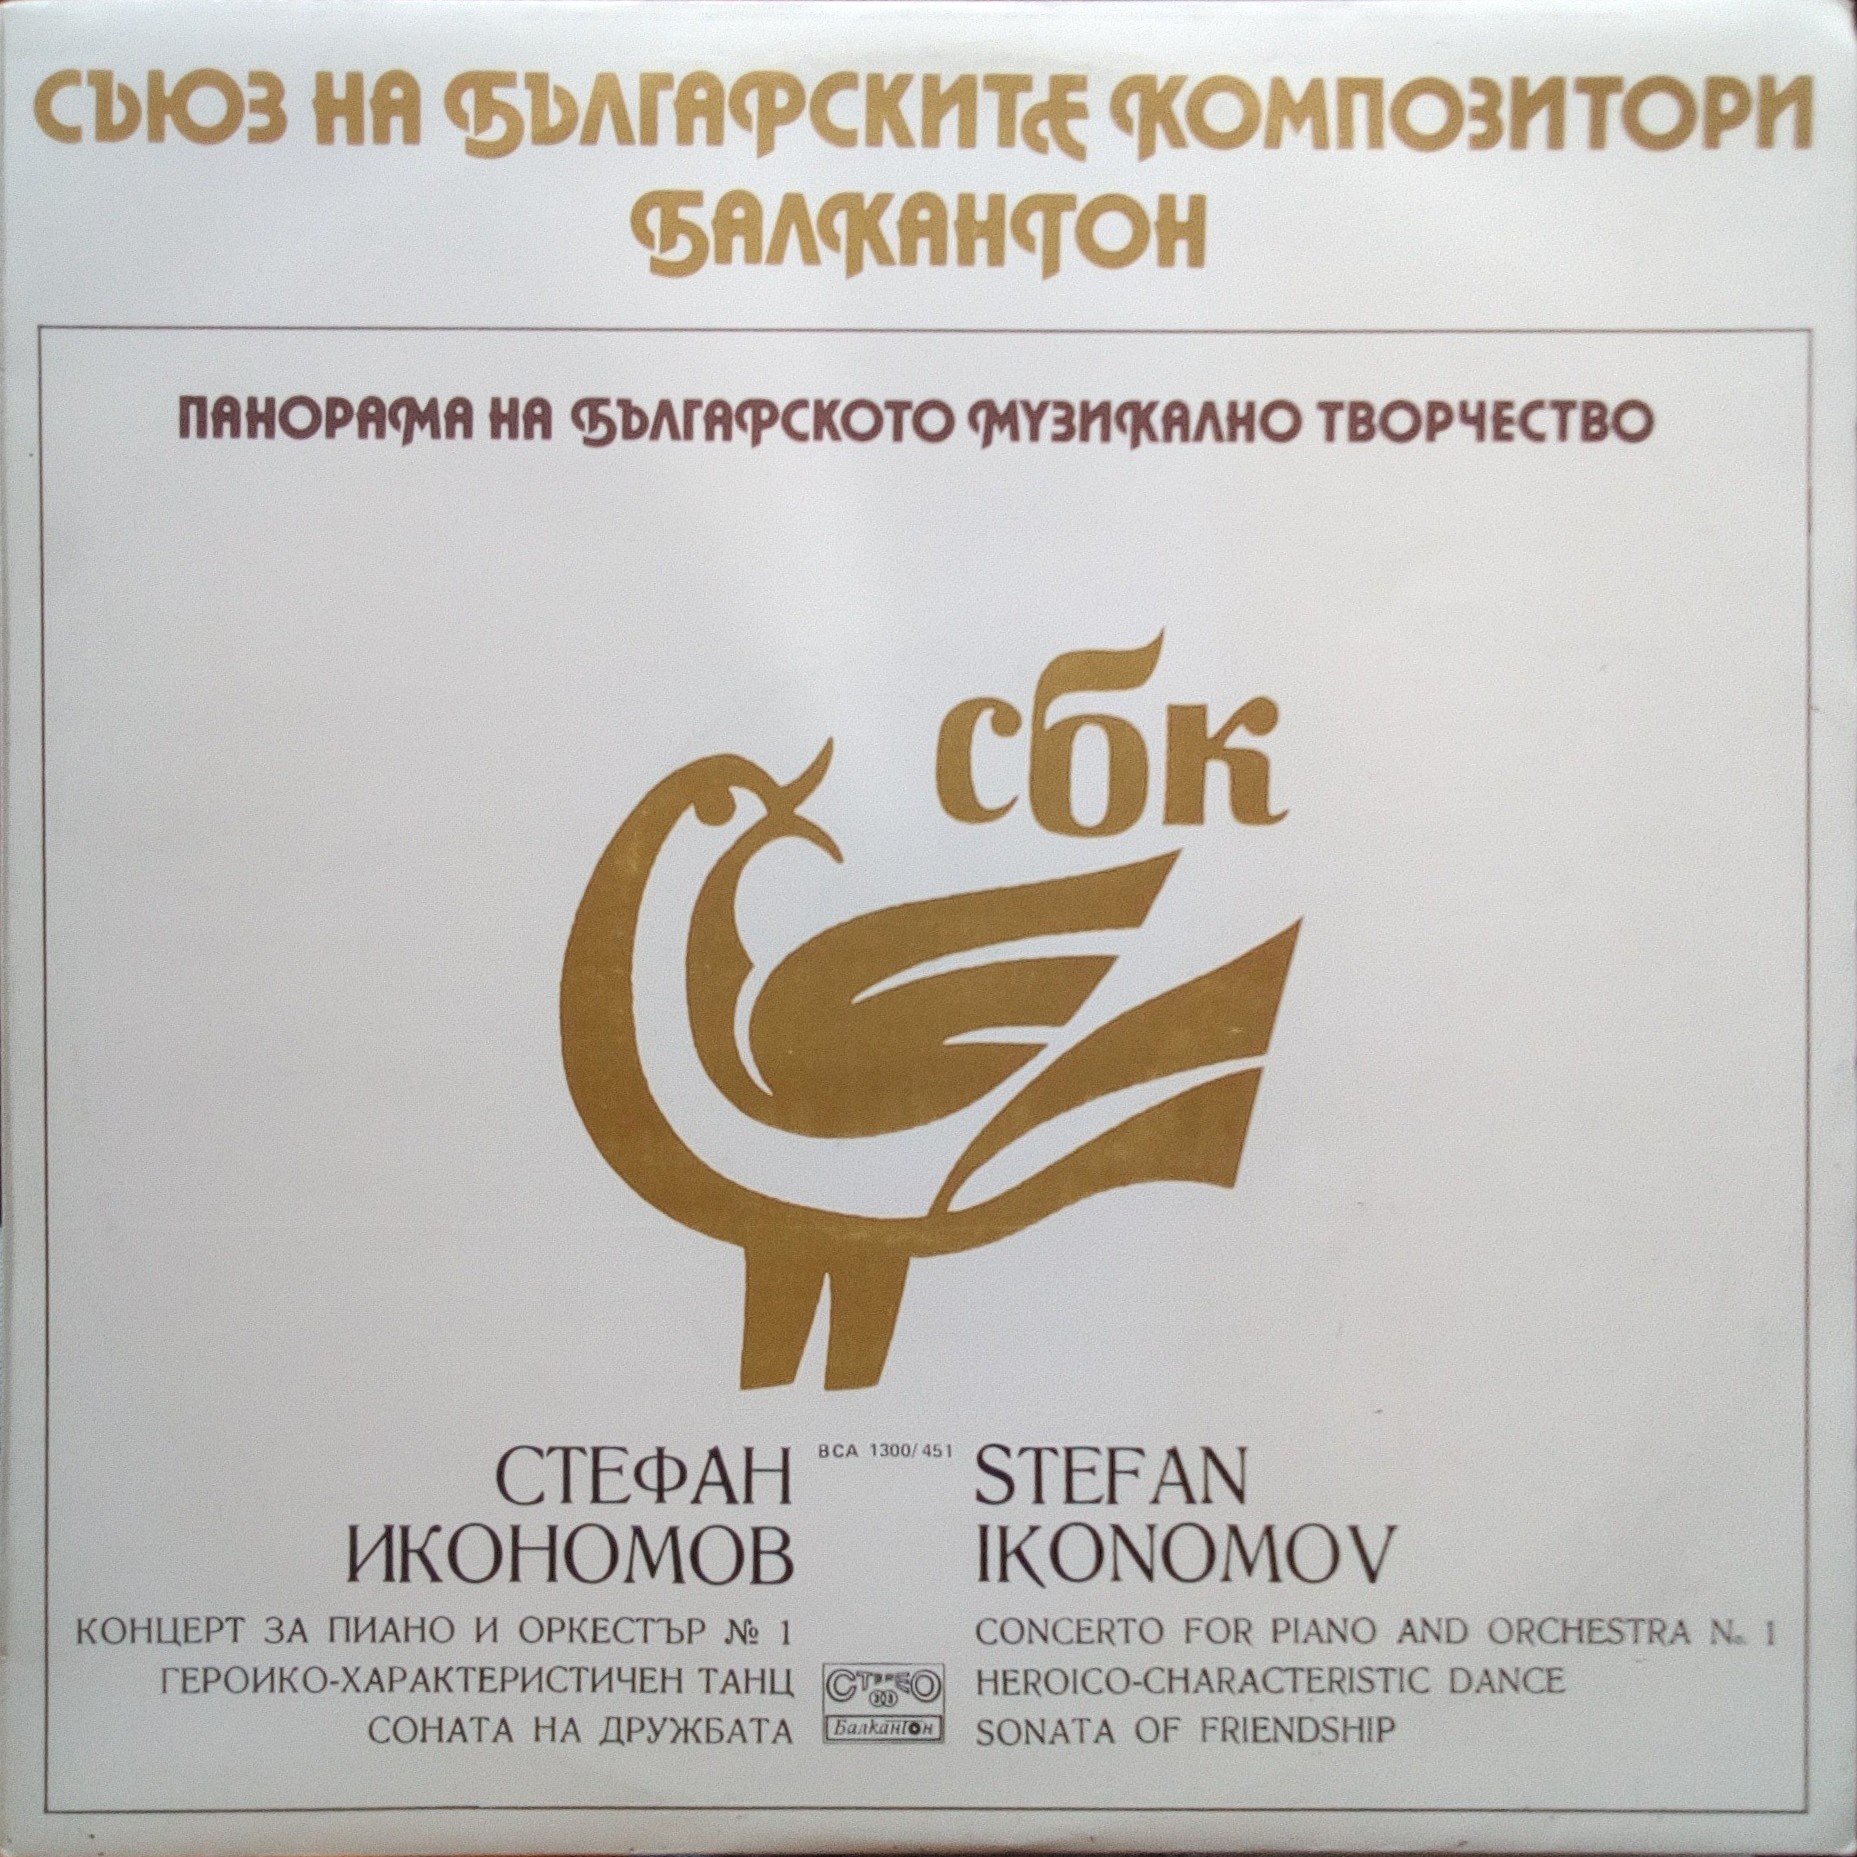 СЪЮЗ НА БЪЛГАРСКИТЕ КОМПОЗИТОРИ
БАЛКАНТОН
ПАНОРАМА НА БЪЛГАРСКОТО МУЗИКАЛНО ТВОРЧЕСТВО
сбк
СТЕФАН
ИКОНОМОВ
КОНЦЕРТ ЗА ПИАНО И ОРКЕСТЪР № 1
ГЕРОИКО-ХАРАКТЕРИСТИЧЕН ТАНЦ
СОНАТА НА ДРУЖБАТА
ВСА 1300/451
СТЕРЕО
33
Балкантон
STEFAN
IKONOMOV
CONCERTO FOR PIANO AND ORCHESTRA No. 1
HEROICO-CHARACTERISTIC DANCE
SONATA OF FRIENDSHIP